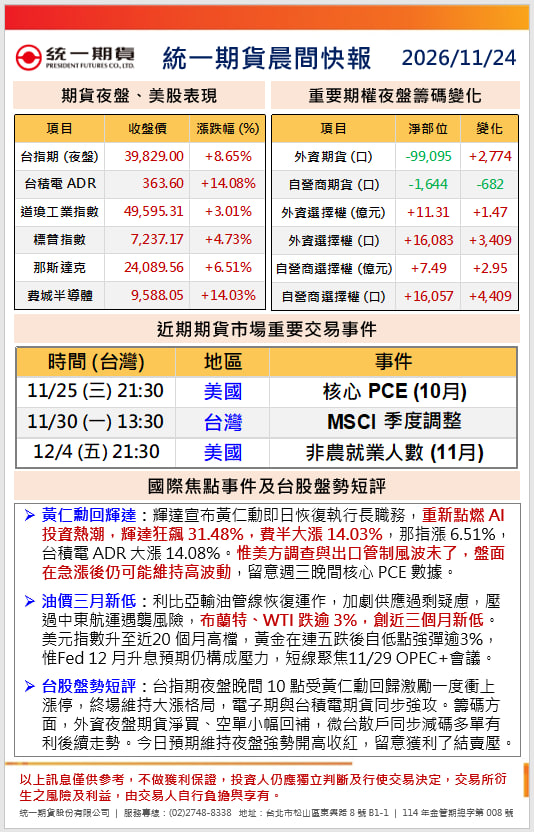 統一期貨
PRESIDENT FUTURES CO., LTD.
統一期貨晨間快報 2026/11/24
期貨夜盤、美股表現
項目 收盤價 漲跌幅 (%)
台指期 (夜盤) 39,829.00 +8.65%
台積電 ADR 363.60 +14.08%
道瓊工業指數 49,595.31 +3.01%
標普指數 7,237.17 +4.73%
那斯達克 24,089.56 +6.51%
費城半導體 9,588.05 +14.03%
重要期權夜盤籌碼變化
項目 淨部位 變化
外資期貨 (口) -99,095 +2,774
自營商期貨 (口) -1,644 -682
外資選擇權 (億元) +11.31 +1.47
外資選擇權 (口) +16,083 +3,409
自營商選擇權 (億元) +7.49 +2.95
自營商選擇權 (口) +16,057 +4,409
近期期貨市場重要交易事件
時間 (台灣) 地區 事件
11/25 (三) 21:30 美國 核心 PCE (10月)
11/30 (一) 13:30 台灣 MSCI 季度調整
12/4 (五) 21:30 美國 非農就業人數 (11月)
國際焦點事件及台股盤勢短評
➢ 黃仁勳回輝達：輝達宣布黃仁勳即日恢復執行長職務，重新點燃 AI
投資熱潮，輝達狂飆 31.48%，費半大漲 14.03%，那指漲 6.51%，
台積電 ADR 大漲 14.08%。惟美方調查與出口管制風波未了，盤面
在急漲後仍可能維持高波動，留意週三晚間核心 PCE 數據。
➢ 油價三月新低：利比亞輸油管線恢復運作，加劇供應過剩疑慮，壓
過中東航運遇襲風險，布蘭特、WTI 跌逾 3%，創近三個月新低。
美元指數升至近20 個月高檔，黃金在連五跌後自低點強彈逾3%，
惟Fed 12 月升息預期仍構成壓力，短線聚焦11/29 OPEC+會議。
➢ 台股盤勢短評：台指期夜盤晚間 10 點受黃仁勳回歸激勵一度衝上
漲停，終場維持大漲格局，電子期與台積電期貨同步強攻。籌碼方
面，外資夜盤期貨淨買、空單小幅回補，微台散戶同步減碼多單有
利後續走勢。今日預期維持夜盤強勢開高收紅，留意獲利了結賣壓。
以上訊息僅供參考，不做獲利保證，投資人仍應獨立判斷及行使交易決定，交易所衍
生之風險及利益，由交易人自行負擔與享有。
統一期貨股份有限公司 | 服務專線：(02)2748-8338 地址：台北市松山區東興路 8 號 B1-1 | 114 年金管期證字第 008 號